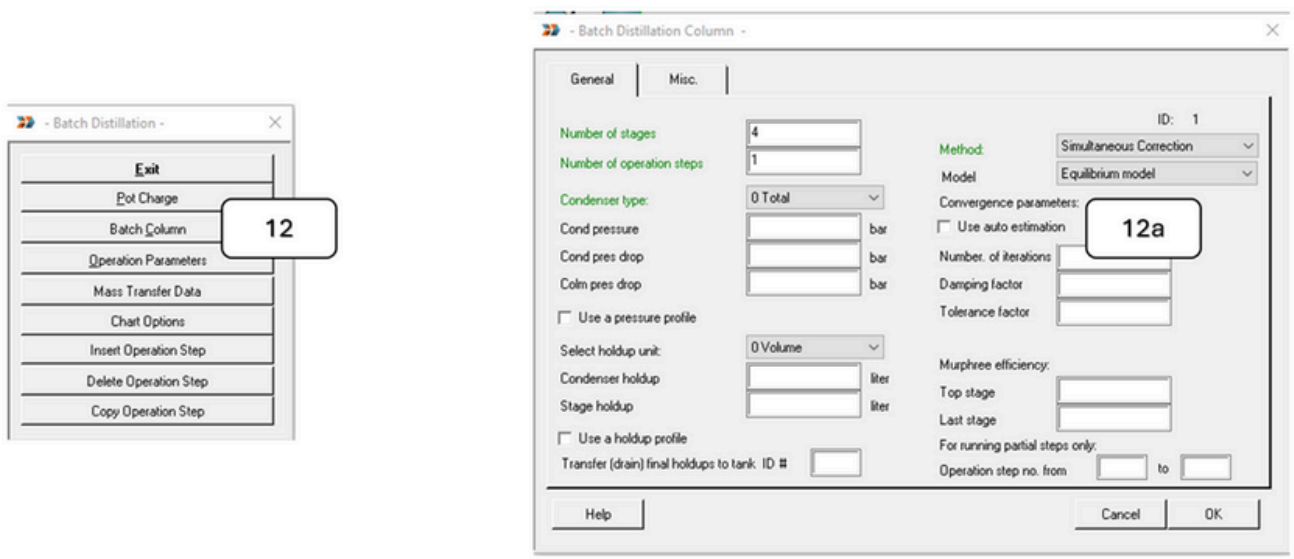 - Batch Distillation -
Exit
Pot Charge
Batch Column
12
Operation Parameters
Mass Transfer Data
Chart Options
Insert Operation Step
Delete Operation Step
Copy Operation Step
- Batch Distillation Column -
General Misc.
ID: 1
Number of stages 4
Number of operation steps 1
Condenser type: 0 Total
Cond pressure bar
Cond pres drop bar
Colm pres drop bar
Use a pressure profile
Select holdup unit: 0 Volume
Condenser holdup liter
Stage holdup liter
Use a holdup profile
Transfer (drain) final holdups to tank ID #
Method: Simultaneous Correction
Model Equilibrium model
Convergence parameters:
Use auto estimation
12a
Number. of iterations
Damping factor
Tolerance factor
Murphree efficiency:
Top stage
Last stage
For running partial steps only:
Operation step no. from to
Help Cancel OK